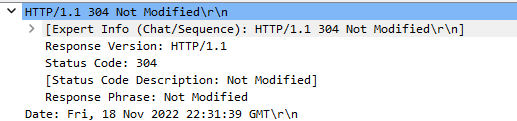 HTTP/1.1 304 Not Modified\r\n
[Expert Info (Chat/Sequence): HTTP/1.1 304 Not Modified\r\n]
Response Version: HTTP/1.1
Status Code: 304
[Status Code Description: Not Modified]
Response Phrase: Not Modified
Date: Fri, 18 Nov 2022 22:31:39 GMT\r\n